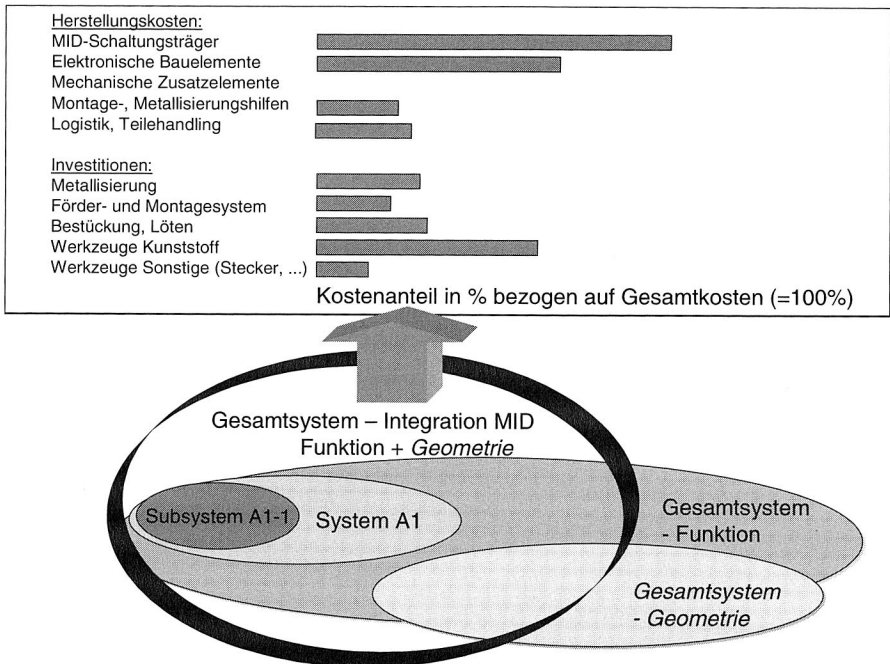 Herstellungskosten:
MID-Schaltungsträger
Elektronische Bauelemente
Mechanische Zusatzelemente
Montage-, Metallisierungshilfen
Logistik, Teilehandling
Investitionen:
Metallisierung
Förder- und Montagesystem
Bestückung, Löten
Werkzeuge Kunststoff
Werkzeuge Sonstige (Stecker, ...)
Kostenanteil in % bezogen auf Gesamtkosten (=100%)
Gesamtsystem – Integration MID
Funktion + Geometrie
Subsystem A1-1
System A1
Gesamtsystem
- Funktion
Gesamtsystem
- Geometrie